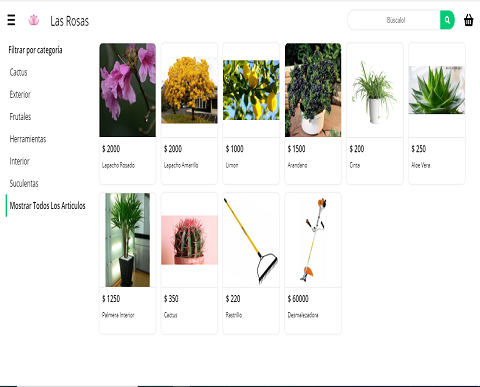 Las Rosas
Búscalo!
Filtrar por categoría
Cactus
Exterior
Frutales
Herramientas
Interior
Suculentas
Mostrar Todos Los Artículos
$ 2000
Lapacho Rosado
$ 2000
Lapacho Amarillo
$ 1000
Limon
$ 1500
Arandano
$ 200
Cinta
$ 250
Aloe Vera
$ 1250
Palmera Interior
$ 350
Cactus
$ 220
Rastrillo
$ 60000
Desmalezadora